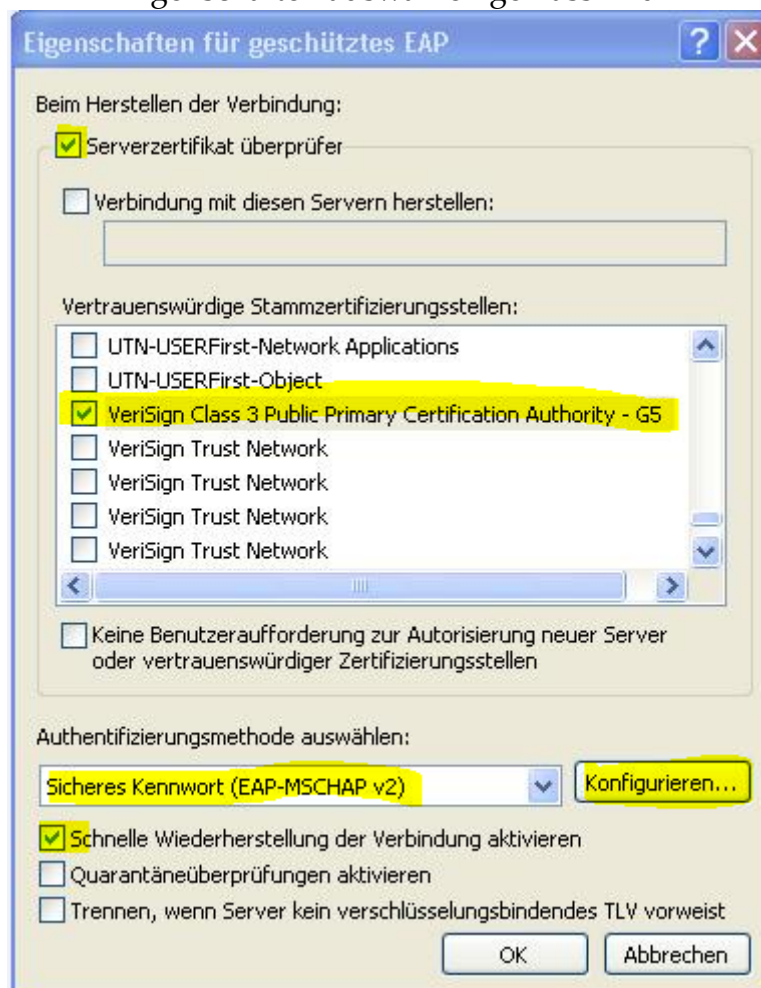 Eigenschaften für geschütztes EAP
Beim Herstellen der Verbindung:
Serverzertifikat überprüfer
Verbindung mit diesen Servern herstellen:
Vertrauenswürdige Stammzertifizierungsstellen:
UTN-USERFirst-Network Applications
UTN-USERFirst-Object
VeriSign Class 3 Public Primary Certification Authority - G5
VeriSign Trust Network
VeriSign Trust Network
VeriSign Trust Network
VeriSign Trust Network
Keine Benutzeraufforderung zur Autorisierung neuer Server
oder vertrauenswürdiger Zertifizierungsstellen
Authentifizierungsmethode auswählen:
Sicheres Kennwort (EAP-MSCHAP v2)
Konfigurieren...
Schnelle Wiederherstellung der Verbindung aktivieren
Quarantäneüberprüfungen aktivieren
Trennen, wenn Server kein verschlüsselungsbindendes TLV vorweist
OK
Abbrechen